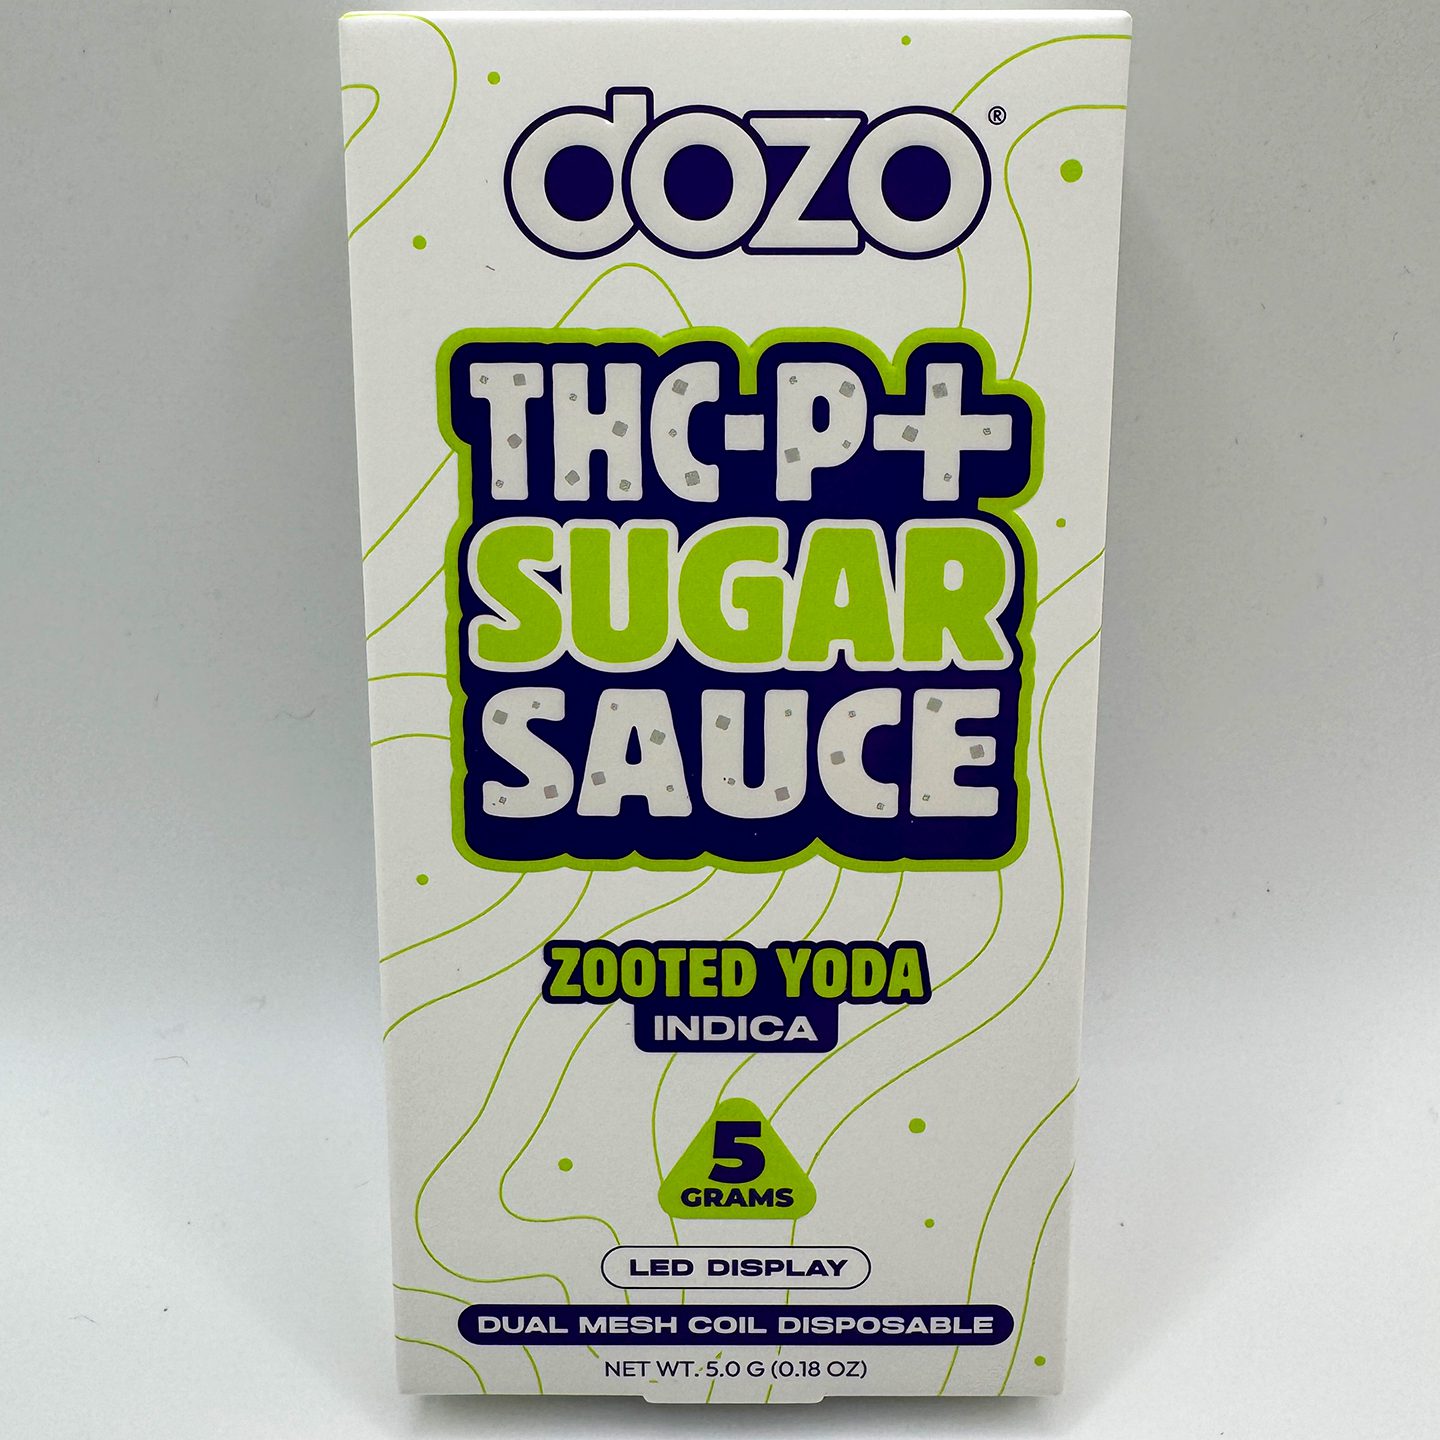 dozo®
THC-P+
SUGAR
SAUCE
ZOOTED YODA
INDICA
5
GRAMS
LED DISPLAY
DUAL MESH COIL DISPOSABLE
NET WT. 5.0 G (0.18 OZ)